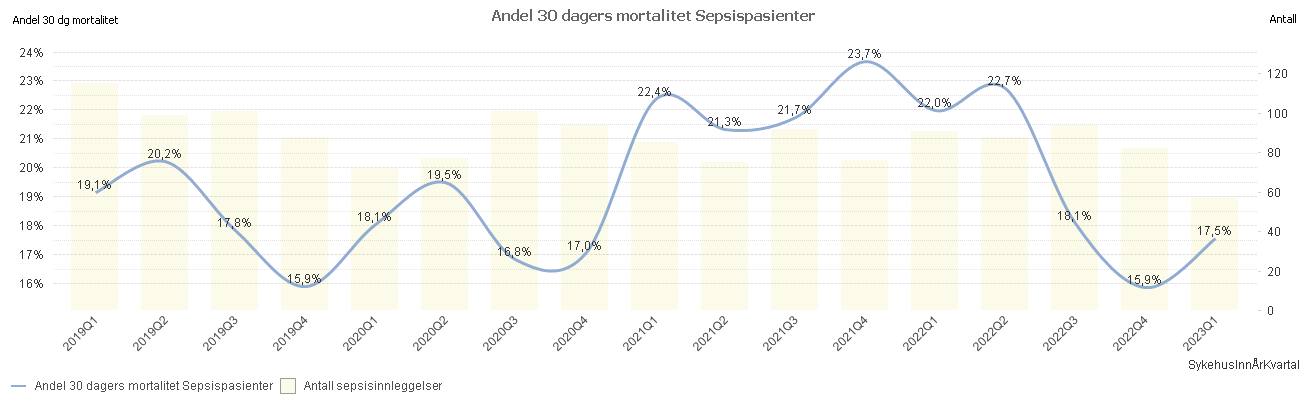 Andel 30 dagers mortalitet Sepsispasienter
Andel 30 dg mortalitet
Antall
24%
23%
22%
21%
20%
19%
18%
17%
16%
120
100
80
60
40
20
0
19,1%
20,2%
17,8%
15,9%
18,1%
19,5%
16,8%
17,0%
22,4%
21,3%
21,7%
23,7%
22,0%
22,7%
18,1%
15,9%
17,5%
2019Q1
2019Q2
2019Q3
2019Q4
2020Q1
2020Q2
2020Q3
2020Q4
2021Q1
2021Q2
2021Q3
2021Q4
2022Q1
2022Q2
2022Q3
2022Q4
2023Q1
SykehusInnÅrKvartal
Andel 30 dagers mortalitet Sepsispasienter
Antall sepsisinnleggelser